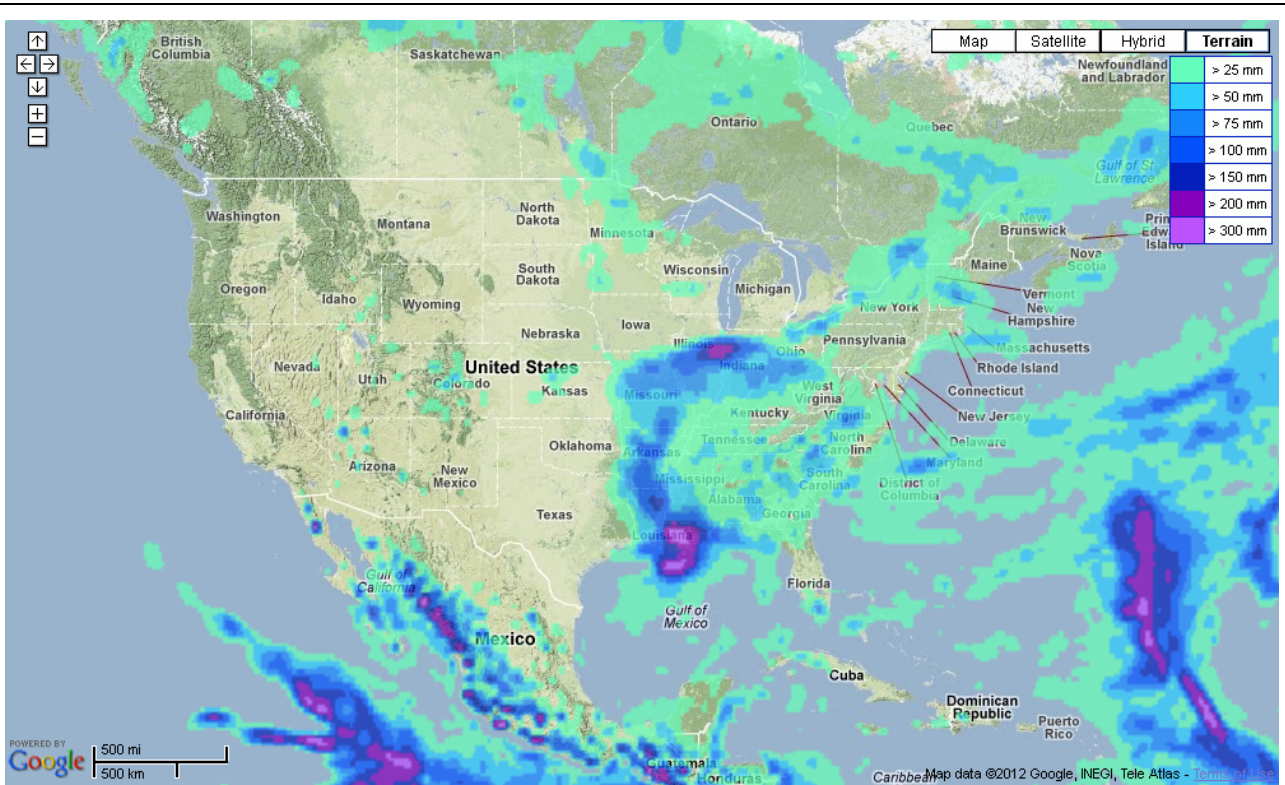 Map
Satellite
Hybrid
Terrain
> 25 mm
> 50 mm
> 75 mm
> 100 mm
> 150 mm
> 200 mm
> 300 mm
British
Columbia
Saskatchewan
Newfoundland
and Labrador
Ontario
Quebec
Gulf of St
Lawrence
Washington
Montana
North
Dakota
Minnesota
New
Brunswick
Prin
Edw
Island
Nova
Scotia
Maine
Oregon
Idaho
Wyoming
South
Dakota
Wisconsin
Michigan
New York
Vermont
New
Hampshire
Massachusetts
Rhode Island
Connecticut
New Jersey
Delaware
Maryland
District of
Columbia
Nebraska
Iowa
Illinois
Indiana
Ohio
Pennsylvania
Nevada
Utah
Colorado
United States
Kansas
Missouri
West
Virginia
Kentucky
Virginia
California
Arizona
New
Mexico
Oklahoma
Arkansas
Tennessee
North
Carolina
South
Carolina
Mississippi
Alabama
Georgia
Texas
Louisiana
Florida
Gulf of
California
Gulf of
Mexico
Mexico
Cuba
Dominican
Republic
Puerto
Rico
Guatemala
Honduras
Caribbean
POWERED BY
Google
500 mi
500 km
Map data ©2012 Google, INEGI, Tele Atlas - Terms of Use